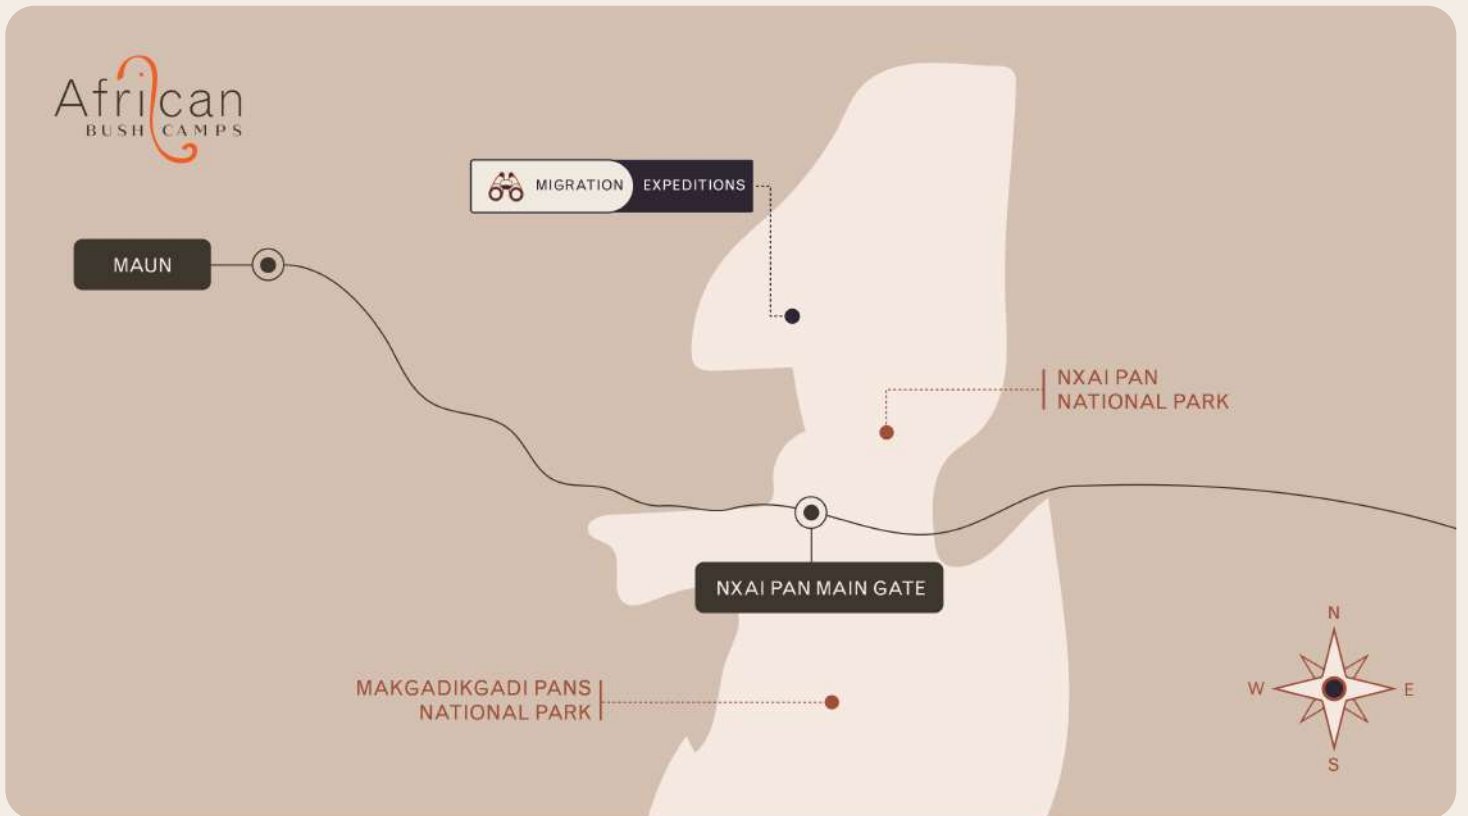 African
BUSH CAMPS
MIGRATION EXPEDITIONS
MAUN
NXAI PAN
NATIONAL PARK
NXAI PAN MAIN GATE
MAKGADIKGADI PANS
NATIONAL PARK
N
W E
S